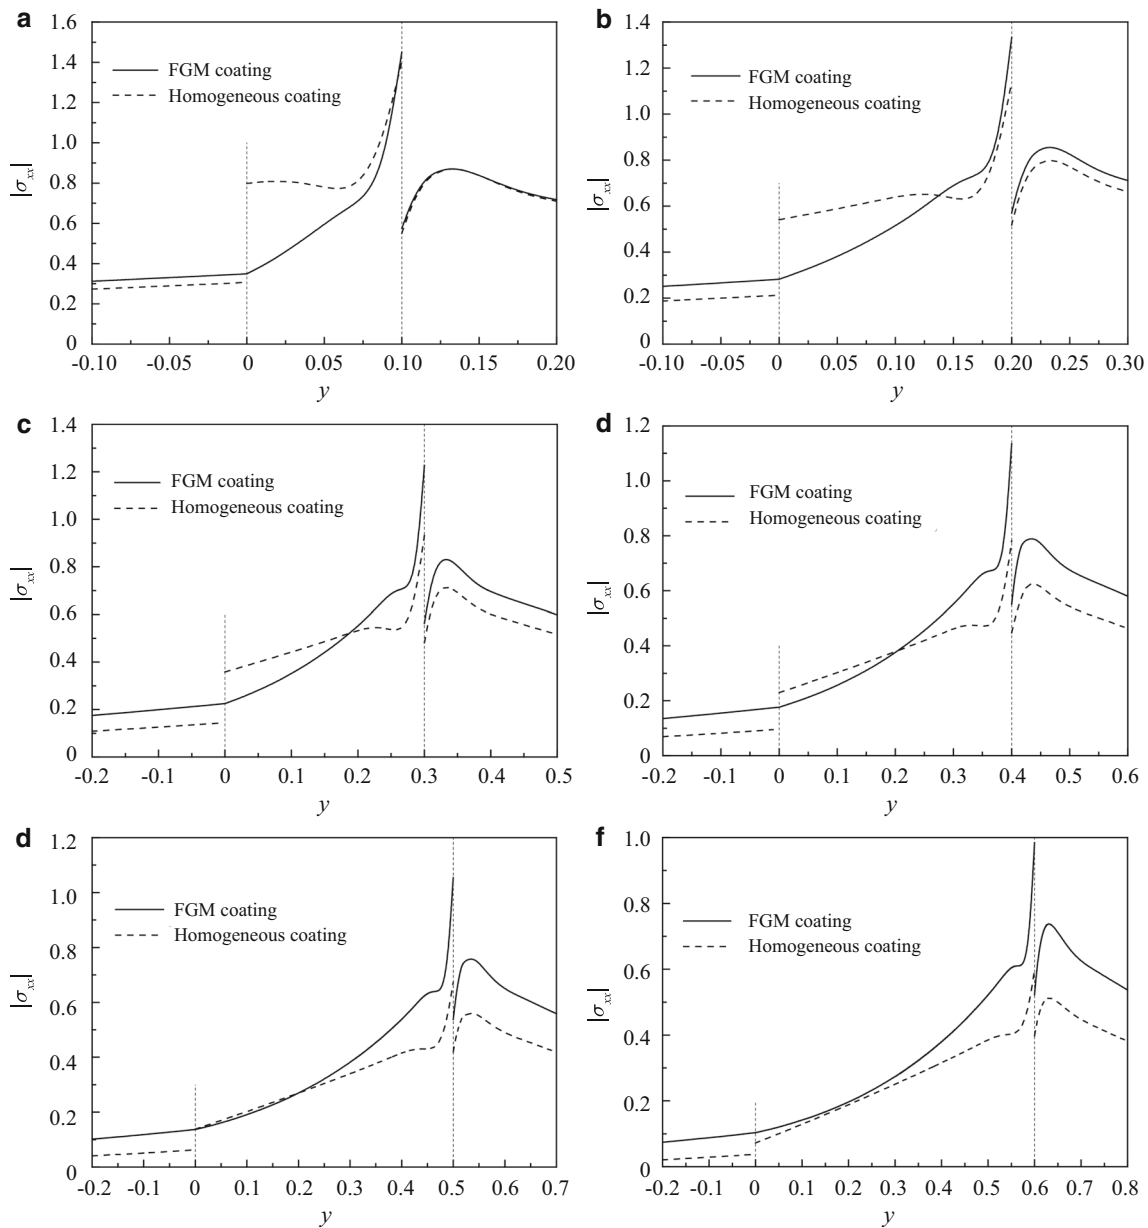 a
1.6
1.4
1.2
1.0
0.8
0.6
0.4
0.2
0
|σxx|
FGM coating
Homogeneous coating
-0.10 -0.05 0 0.05 0.10 0.15 0.20
y
b
1.4
1.2
1.0
0.8
0.6
0.4
0.2
0
|σxx|
FGM coating
Homogeneous coating
-0.10 -0.05 0 0.05 0.10 0.15 0.20 0.25 0.30
y
c
1.4
1.2
1.0
0.8
0.6
0.4
0.2
0
|σxx|
FGM coating
Homogeneous coating
-0.2 -0.1 0 0.1 0.2 0.3 0.4 0.5
y
d
1.2
1.0
0.8
0.6
0.4
0.2
0
|σxx|
FGM coating
Homogeneous coating
-0.2 -0.1 0 0.1 0.2 0.3 0.4 0.5 0.6
y
d
1.2
1.0
0.8
0.6
0.4
0.2
0
|σxx|
FGM coating
Homogeneous coating
-0.2 -0.1 0 0.1 0.2 0.3 0.4 0.5 0.6 0.7
y
f
1.0
0.8
0.6
0.4
0.2
0
|σxx|
FGM coating
Homogeneous coating
-0.2 -0.1 0 0.1 0.2 0.3 0.4 0.5 0.6 0.7 0.8
y